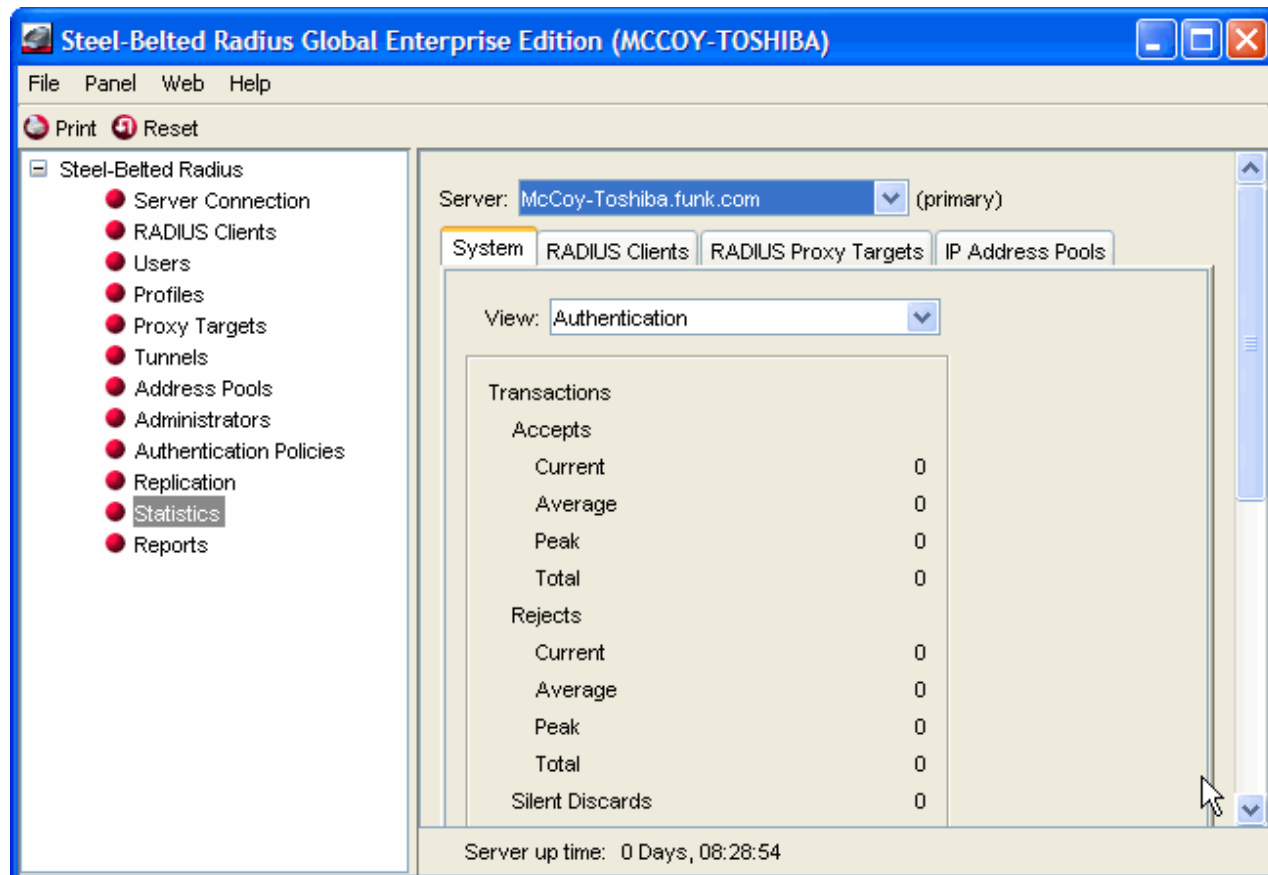 Steel-Belted Radius Global Enterprise Edition (MCCOY-TOSHIBA)
File Panel Web Help
Print Reset
Steel-Belted Radius
Server Connection
RADIUS Clients
Users
Profiles
Proxy Targets
Tunnels
Address Pools
Administrators
Authentication Policies
Replication
Statistics
Reports
Server: McCoy-Toshiba.funk.com (primary)
System RADIUS Clients RADIUS Proxy Targets IP Address Pools
View: Authentication
Transactions
Accepts
Current 0
Average 0
Peak 0
Total 0
Rejects
Current 0
Average 0
Peak 0
Total 0
Silent Discards 0
Server up time: 0 Days, 08:28:54